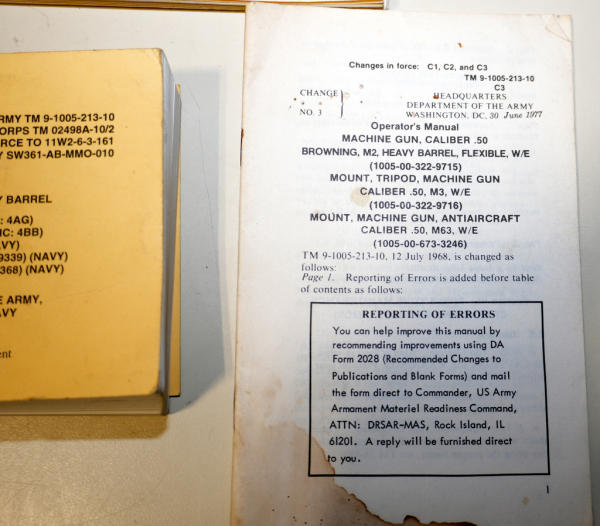 ARMY TM 9-1005-213-10
CORPS TM 02498A-10/2
FORCE TO 11W2-6-3-161
SW361-AB-MMO-010
BARREL
: 4AG)
IC: 4BB)
(NAVY)
9339) (NAVY)
368) (NAVY)
E ARMY,
Changes in force: C1, C2, and C3
TM 9-1005-213-10
C3
CHANGE
NO. 3
HEADQUARTERS
DEPARTMENT OF THE ARMY
WASHINGTON, DC, 30 June 1977
Operator's Manual
MACHINE GUN, CALIBER .50
BROWNING, M2, HEAVY BARREL, FLEXIBLE, W/E
(1005-00-322-9715)
MOUNT, TRIPOD, MACHINE GUN
CALIBER .50, M3, W/E
(1005-00-322-9716)
MOUNT, MACHINE GUN, ANTIAIRCRAFT
CALIBER .50, M63, W/E
(1005-00-673-3246)
TM 9-1005-213-10, 12 July 1968, is changed as
follows:
Page 1. Reporting of Errors is added before table
of contents as follows:
REPORTING OF ERRORS
You can help improve this manual by
recommending improvements using DA
Form 2028 (Recommended Changes to
Publications and Blank Forms) and mail
the form direct to Commander, US Army
Armament Materiel Readiness Command,
ATTN: DRSAR-MAS, Rock Island, IL
61201. A reply will be furnished direct
to you.
1